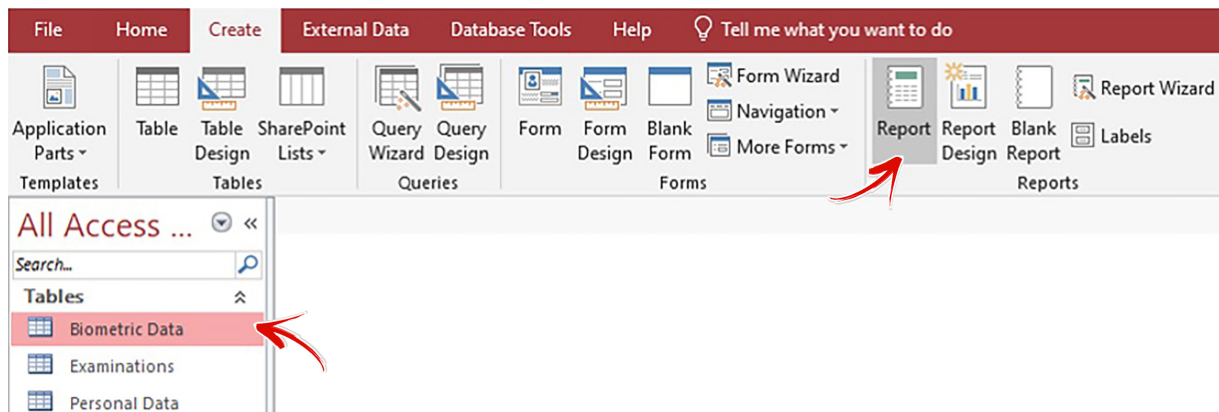 File Home Create External Data Database Tools Help Tell me what you want to do
Application Parts
Table
Table Design
SharePoint Lists
Query Wizard
Query Design
Form
Form Design
Blank Form
Form Wizard
Navigation
More Forms
Report
Report Design
Blank Report
Report Wizard
Labels
Templates Tables Queries Forms Reports
All Access ...
Search...
Tables
Biometric Data
Examinations
Personal Data